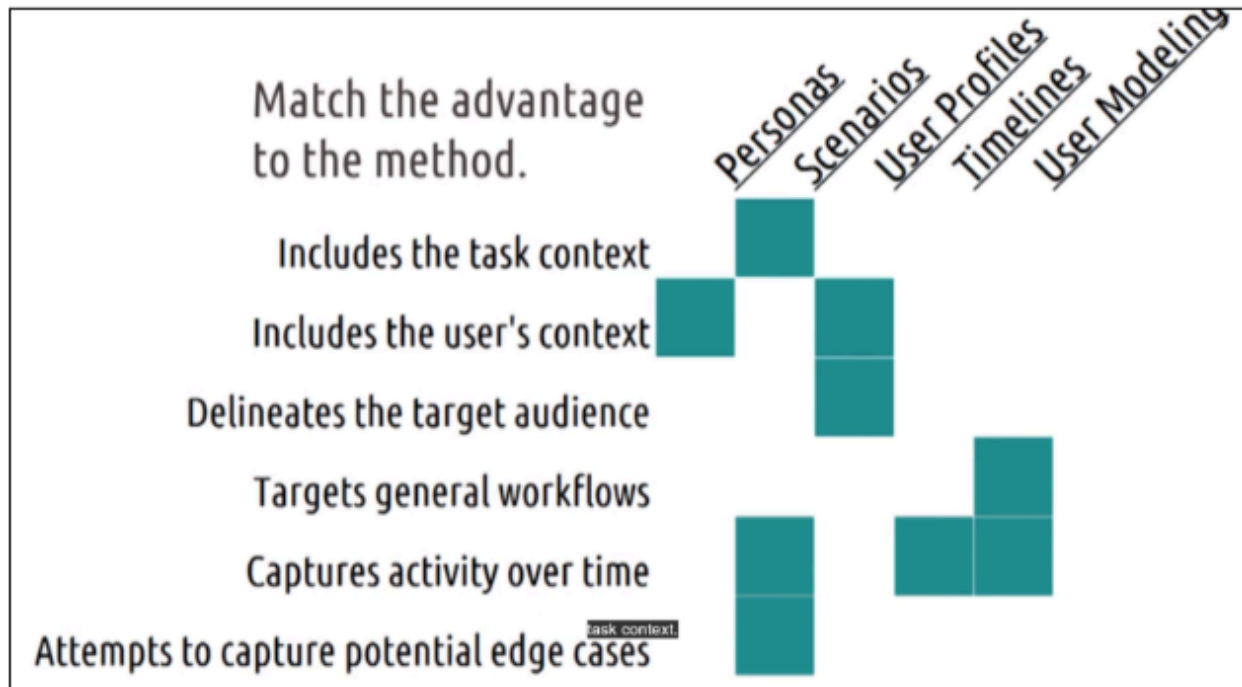 Match the advantage
to the method.
Personas
Scenarios
User Profiles
Timelines
User Modeling
Includes the task context
Includes the user's context
Delineates the target audience
Targets general workflows
Captures activity over time
task context.
Attempts to capture potential edge cases